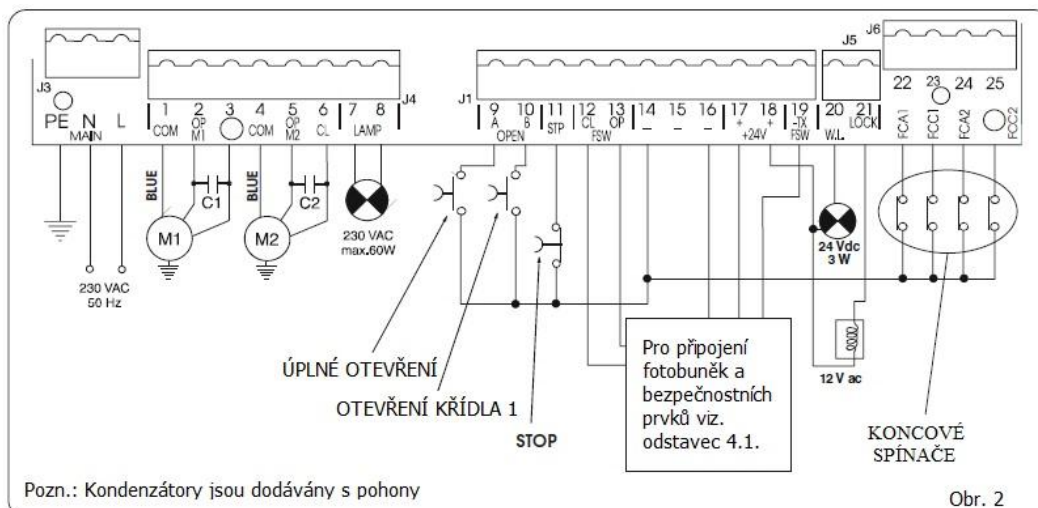 J3
PE N L
MAIN
1 2 3 4 5 6 7 8 J4
COM OP COM OP CL LAMP
M1 M2
BLUE
BLUE
C1 C2
M1 M2
230 VAC
50 Hz
230 VAC
max.60W
J1
9 10 11 12 13 14 15 16 17 18 19
A B STP CL OP – – – + + -TX
OPEN FSW +24V FSW
J5
20 21
W.L. LOCK
J6
22 23 24 25
FCA1 FCC1 FCA2 FCC2
24 Vdc
3 W
12 V ac
ÚPLNÉ OTEVŘENÍ
OTEVŘENÍ KŘÍDLA 1
STOP
Pro připojení
fotobuněk a
bezpečnostních
prvků viz.
odstavec 4.1.
KONCOVÉ
SPÍNAČE
Pozn.: Kondenzátory jsou dodávány s pohony
Obr. 2